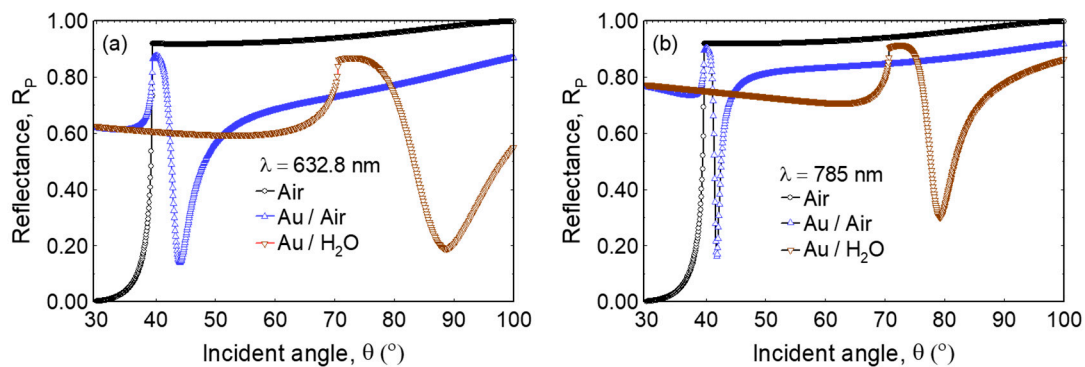 (a)
Reflectance, R_P
1.00
0.80
0.60
0.40
0.20
0.00
λ = 632.8 nm
Air
Au / Air
Au / H₂O
30 40 50 60 70 80 90 100
Incident angle, θ (°)
(b)
Reflectance, R_P
1.00
0.80
0.60
0.40
0.20
0.00
λ = 785 nm
Air
Au / Air
Au / H₂O
30 40 50 60 70 80 90 100
Incident angle, θ (°)